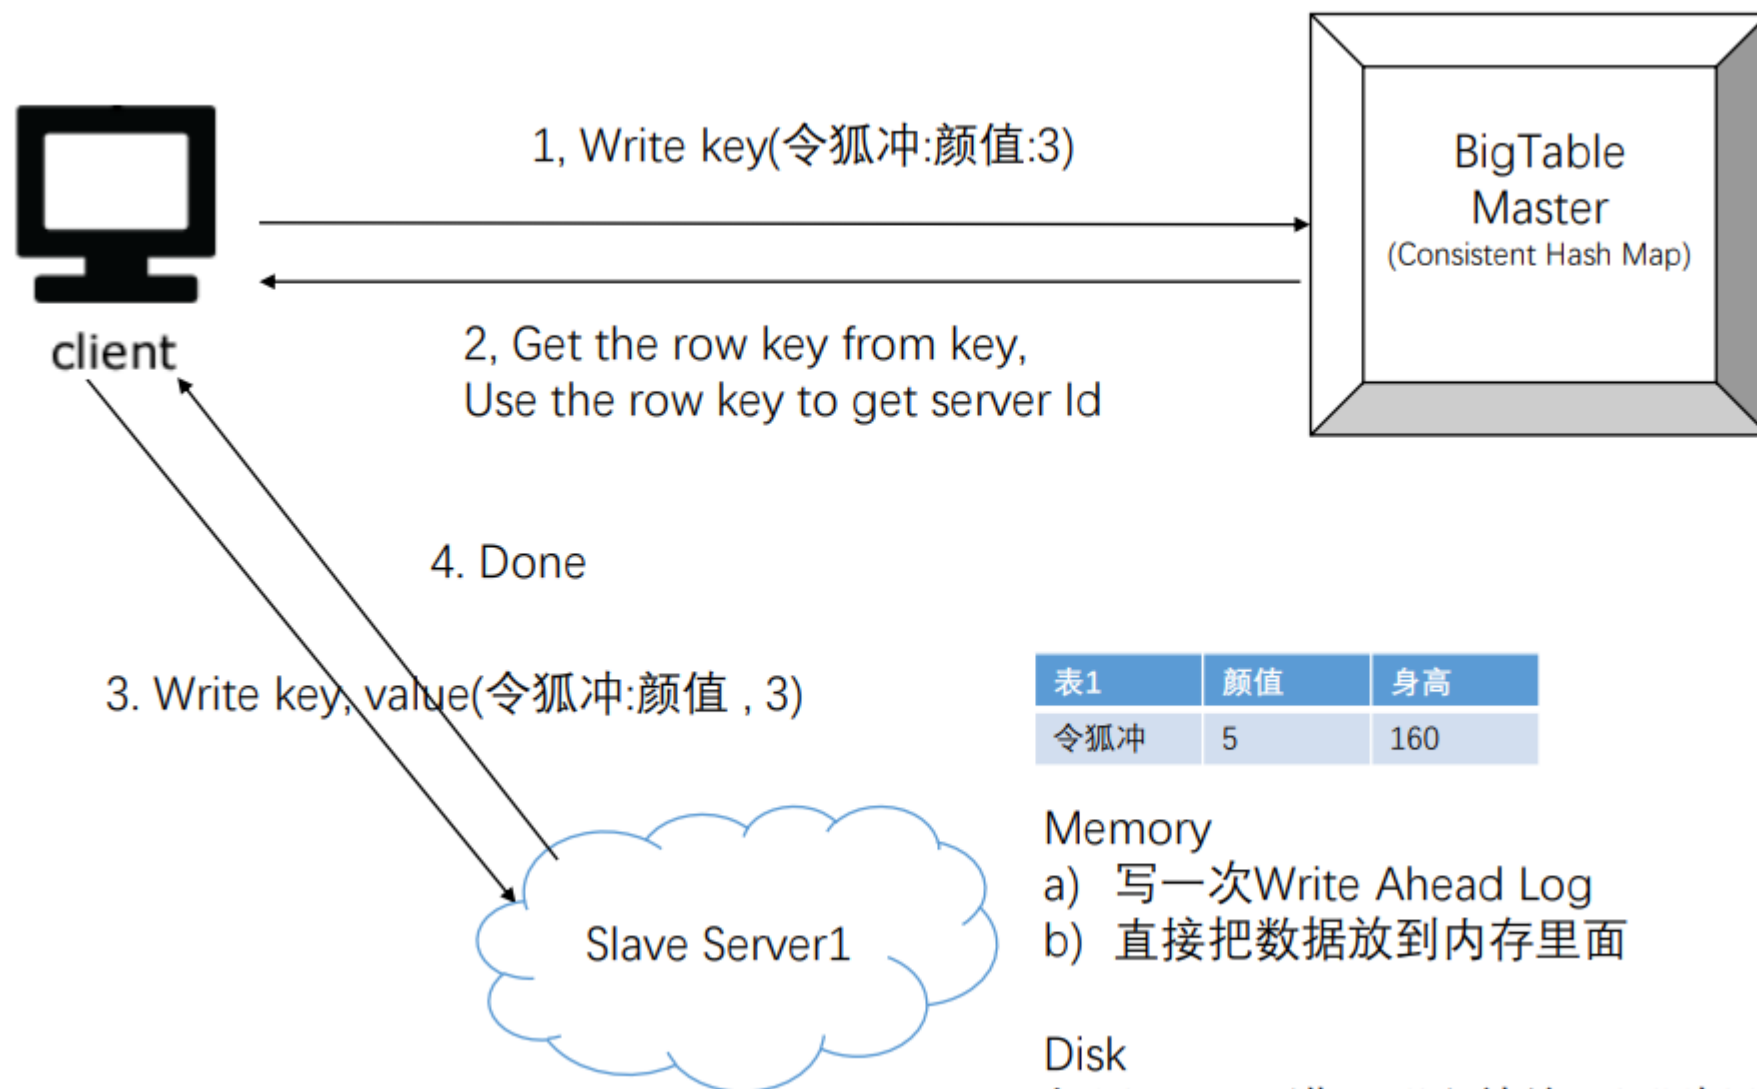 1, Write key(令狐冲:颜值:3)
BigTable
Master
(Consistent Hash Map)
client
2, Get the row key from key,
Use the row key to get server Id
4. Done
3. Write key, value(令狐冲:颜值 , 3)
表1 颜值 身高
令狐冲 5 160
Slave Server1
Memory
a) 写一次Write Ahead Log
b) 直接把数据放到内存里面
Disk